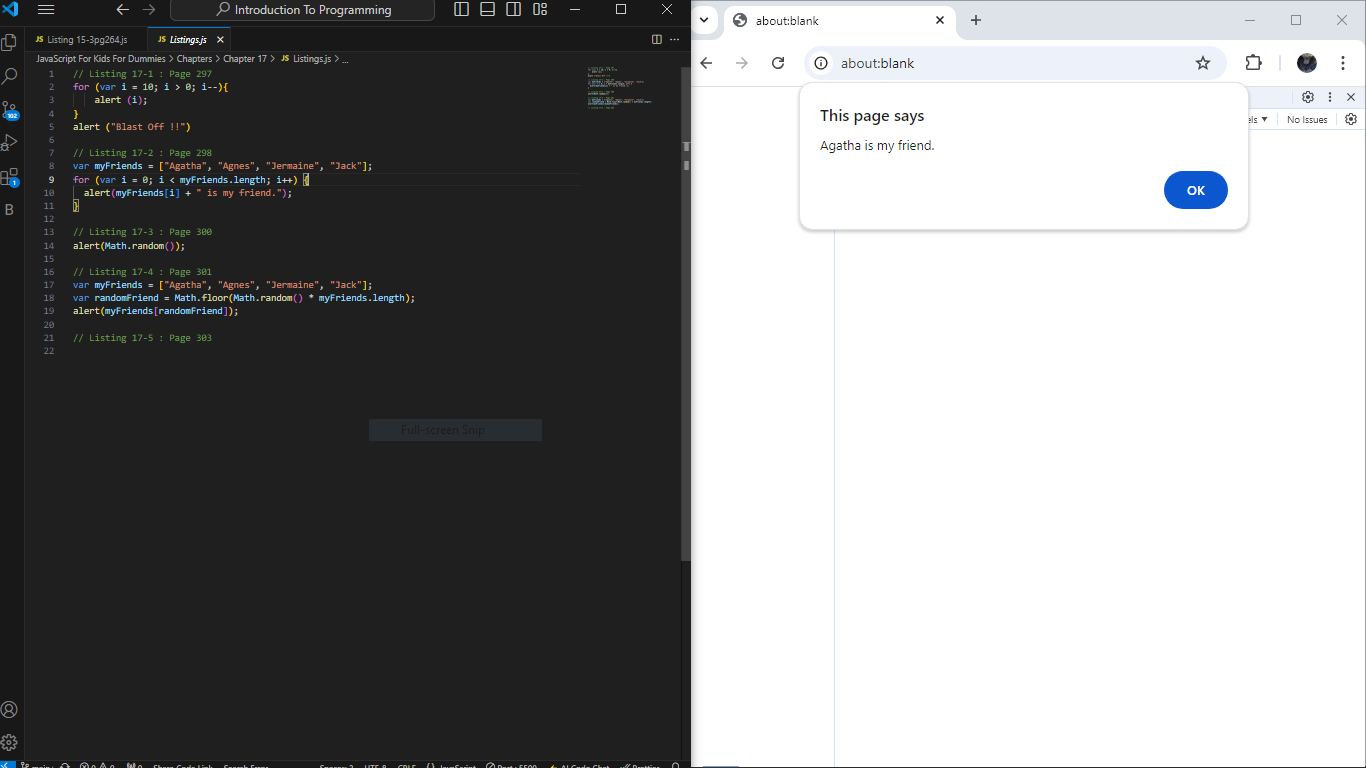 Introduction To Programming
JS Listing 15-3pg264.js
JS Listings.js
JavaScript For Kids For Dummies > Chapters > Chapter 17 > JS Listings.js > ...
1 // Listing 17-1 : Page 297
2 for (var i = 10; i > 0; i--){
3 alert (i);
4 }
5 alert ("Blast Off !!")
6
7 // Listing 17-2 : Page 298
8 var myFriends = ["Agatha", "Agnes", "Jermaine", "Jack"];
9 for (var i = 0; i < myFriends.length; i++) {
10 alert(myFriends[i] + " is my friend.");
11 }
12
13 // Listing 17-3 : Page 300
14 alert(Math.random());
15
16 // Listing 17-4 : Page 301
17 var myFriends = ["Agatha", "Agnes", "Jermaine", "Jack"];
18 var randomFriend = Math.floor(Math.random() * myFriends.length);
19 alert(myFriends[randomFriend]);
20
21 // Listing 17-5 : Page 303
22
102
1
B
Full-screen Snip
about:blank
about:blank
This page says
Agatha is my friend.
OK
els
No Issues